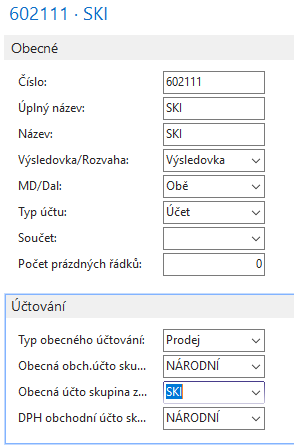 602111 · SKI
Obecné
Číslo: 602111
Úplný název: SKI
Název: SKI
Výsledovka/Rozvaha: Výsledovka
MD/Dal: Obě
Typ účtu: Účet
Součet:
Počet prázdných řádků: 0
Účtování
Typ obecného účtování: Prodej
Obecná obch.účto sku... NÁRODNÍ
Obecná účto skupina z... SKI
DPH obchodní účto sk... NÁRODNÍ